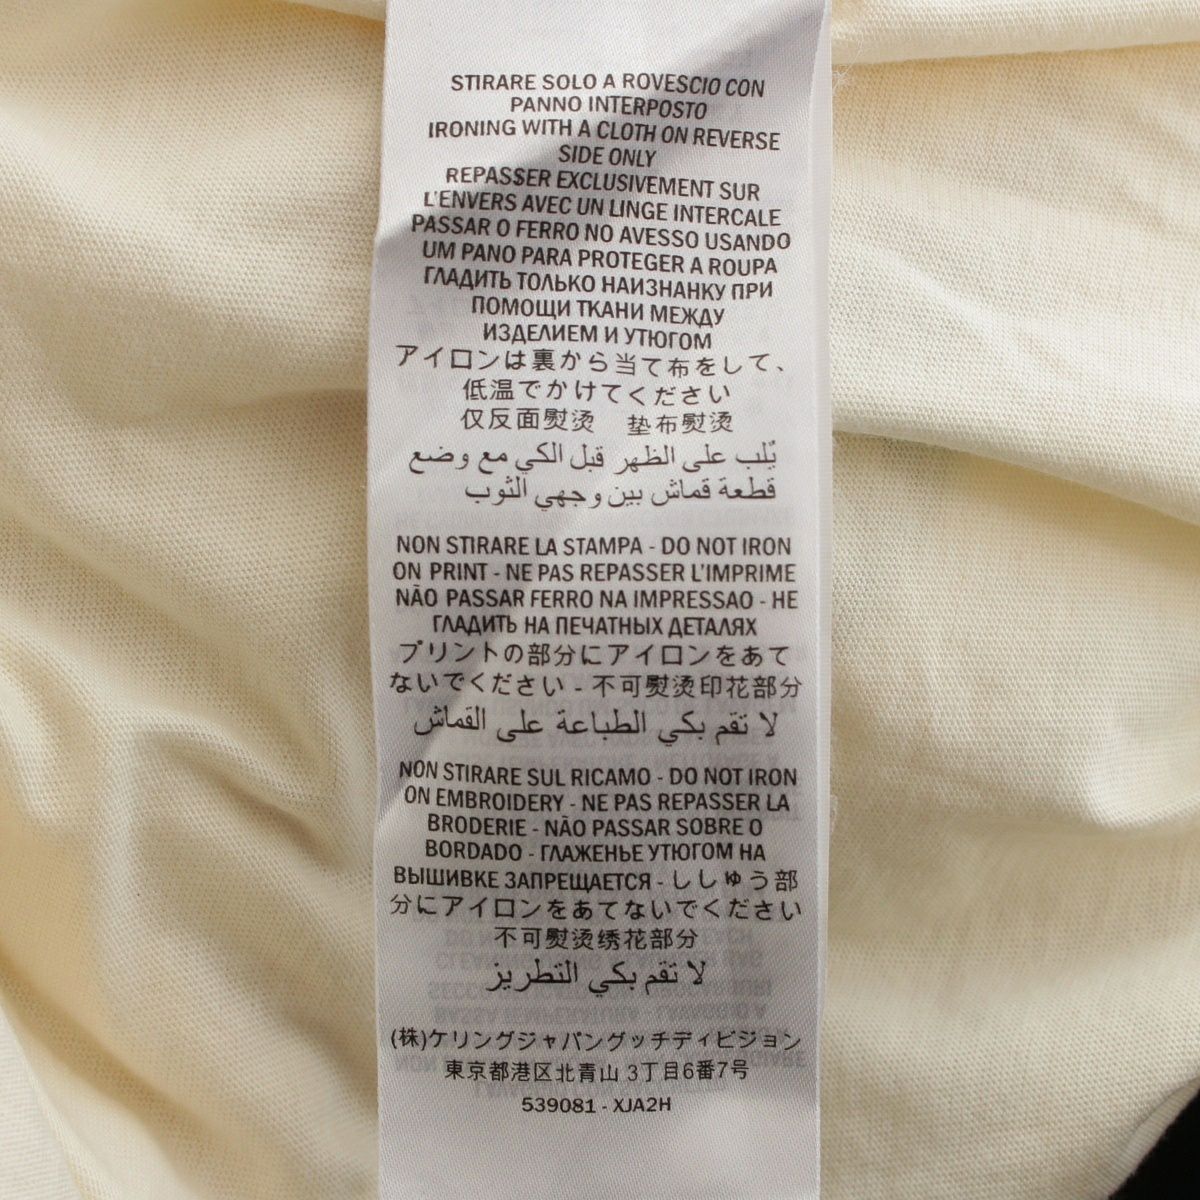 STIRARE SOLO A ROVESCIO CON
PANNO INTERPOSTO
IRONING WITH A CLOTH ON REVERSE
SIDE ONLY
REPASSER EXCLUSIVEMENT SUR
L'ENVERS AVEC UN LINGE INTERCALE
PASSAR O FERRO NO AVESSO USANDO
UM PANO PARA PROTEGER A ROUPA
ГЛАДИТЬ ТОЛЬКО НАИЗНАНКУ ПРИ
ПОМОЩИ ТКАНИ МЕЖДУ
ИЗДЕЛИЕМ И УТЮГОМ
アイロンは裏から当て布をして、
低温でかけてください
仅反面熨烫 垫布熨烫
يُلب على الظهر قبل الكي مع وضع
قطعة قماش بين وجهي الثوب
NON STIRARE LA STAMPA - DO NOT IRON
ON PRINT - NE PAS REPASSER L'IMPRIME
NÃO PASSAR FERRO NA IMPRESSAO - НЕ
ГЛАДИТЬ НА ПЕЧАТНЫХ ДЕТАЛЯХ
プリントの部分にアイロンをあて
ないでください - 不可熨烫印花部分
لا تقم بكي الطباعة على القماش
NON STIRARE SUL RICAMO - DO NOT IRON
ON EMBROIDERY - NE PAS REPASSER LA
BRODERIE - NÃO PASSAR SOBRE O
BORDADO - ГЛАЖЕНЬЕ УТЮГОМ НА
ВЫШИВКЕ ЗАПРЕЩАЕТСЯ - ししゅう部
分にアイロンをあてないでください
不可熨烫绣花部分
لا تقم بكي التطريز
(株)ケリングジャパングッチディビジョン
東京都港区北青山 3丁目6番7号
539081 - XJA2H